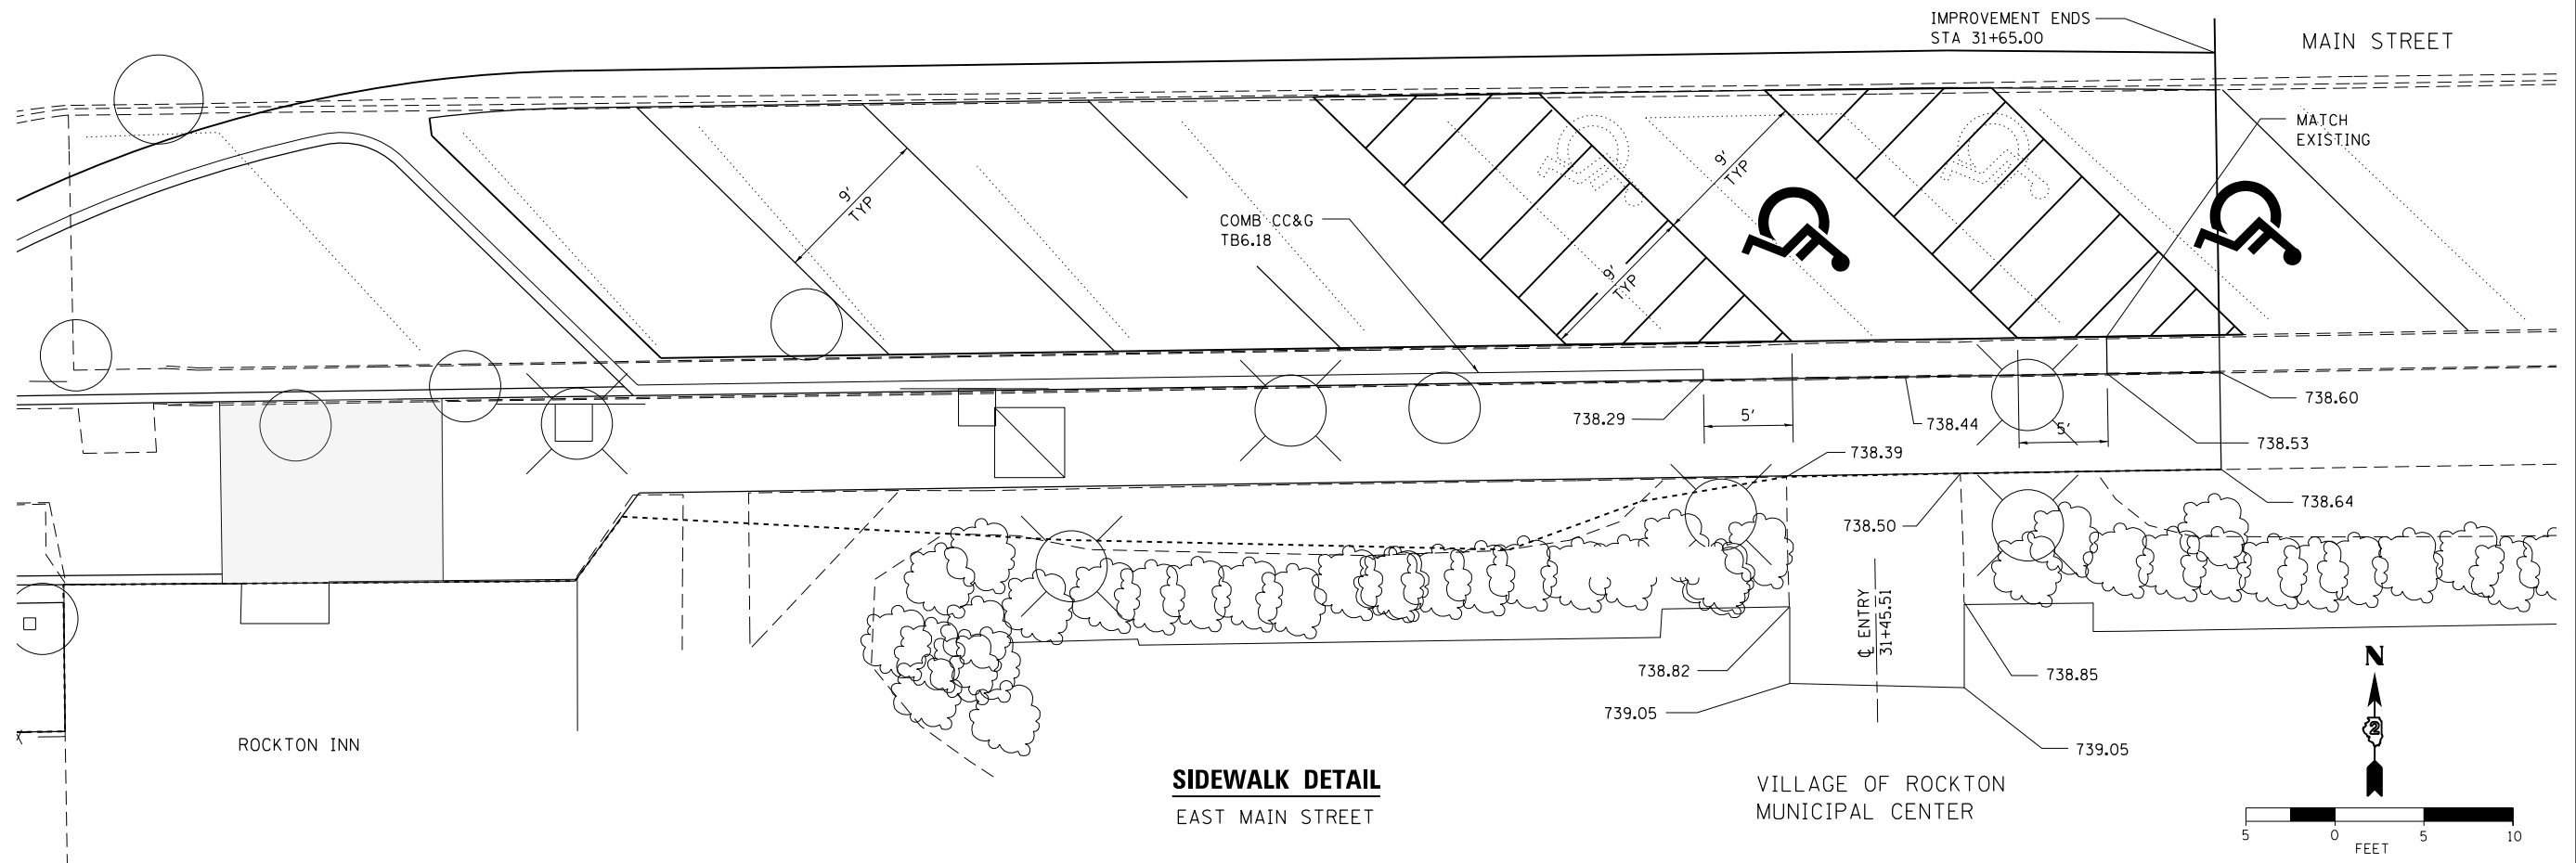 IMPROVEMENT ENDS
STA 31+65.00
MAIN STREET
MATCH
EXISTING
9'
TYP
9'
TYP
9'
TYP
COMB CC&G
TB6.18
738.29
5'
738.44
5'
738.60
738.53
738.39
738.50
738.64
℄ ENTRY
31+45.51
738.82
738.85
739.05
739.05
ROCKTON INN
SIDEWALK DETAIL
EAST MAIN STREET
VILLAGE OF ROCKTON
MUNICIPAL CENTER
N
2
5 0 5 10
FEET